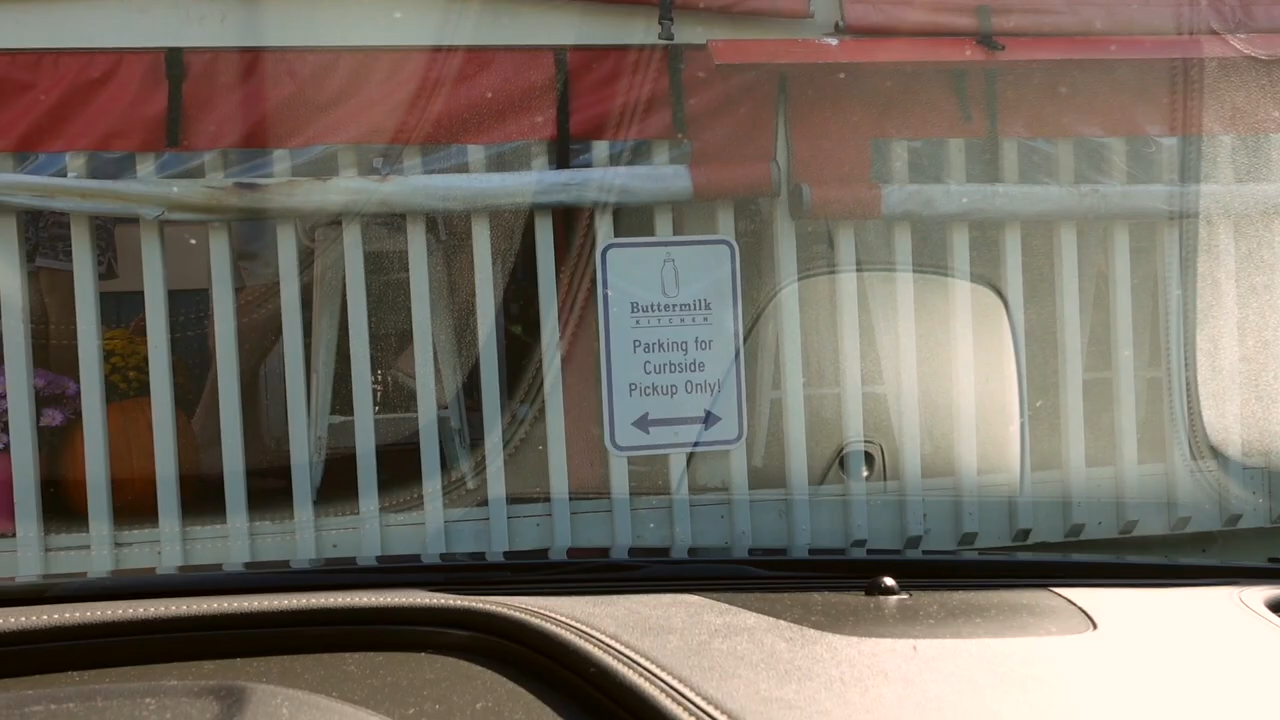 Buttermilk
KITCHEN
Parking for
Curbside
Pickup Only!